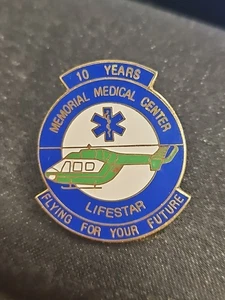 10 YEARS
MEMORIAL MEDICAL CENTER
LIFESTAR
FLYING FOR YOUR FUTURE